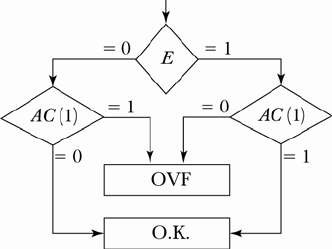 = 0
E
= 1
AC (1)
= 1
= 0
AC (1)
= 0
OVF
= 1
O.K.